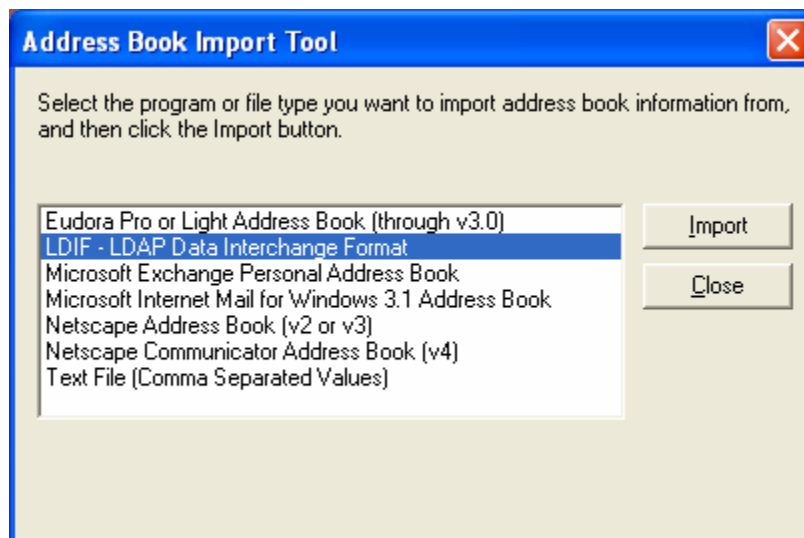 Address Book Import Tool
Select the program or file type you want to import address book information from,
and then click the Import button.
Eudora Pro or Light Address Book (through v3.0)
LDIF - LDAP Data Interchange Format
Microsoft Exchange Personal Address Book
Microsoft Internet Mail for Windows 3.1 Address Book
Netscape Address Book (v2 or v3)
Netscape Communicator Address Book (v4)
Text File (Comma Separated Values)
Import
Close